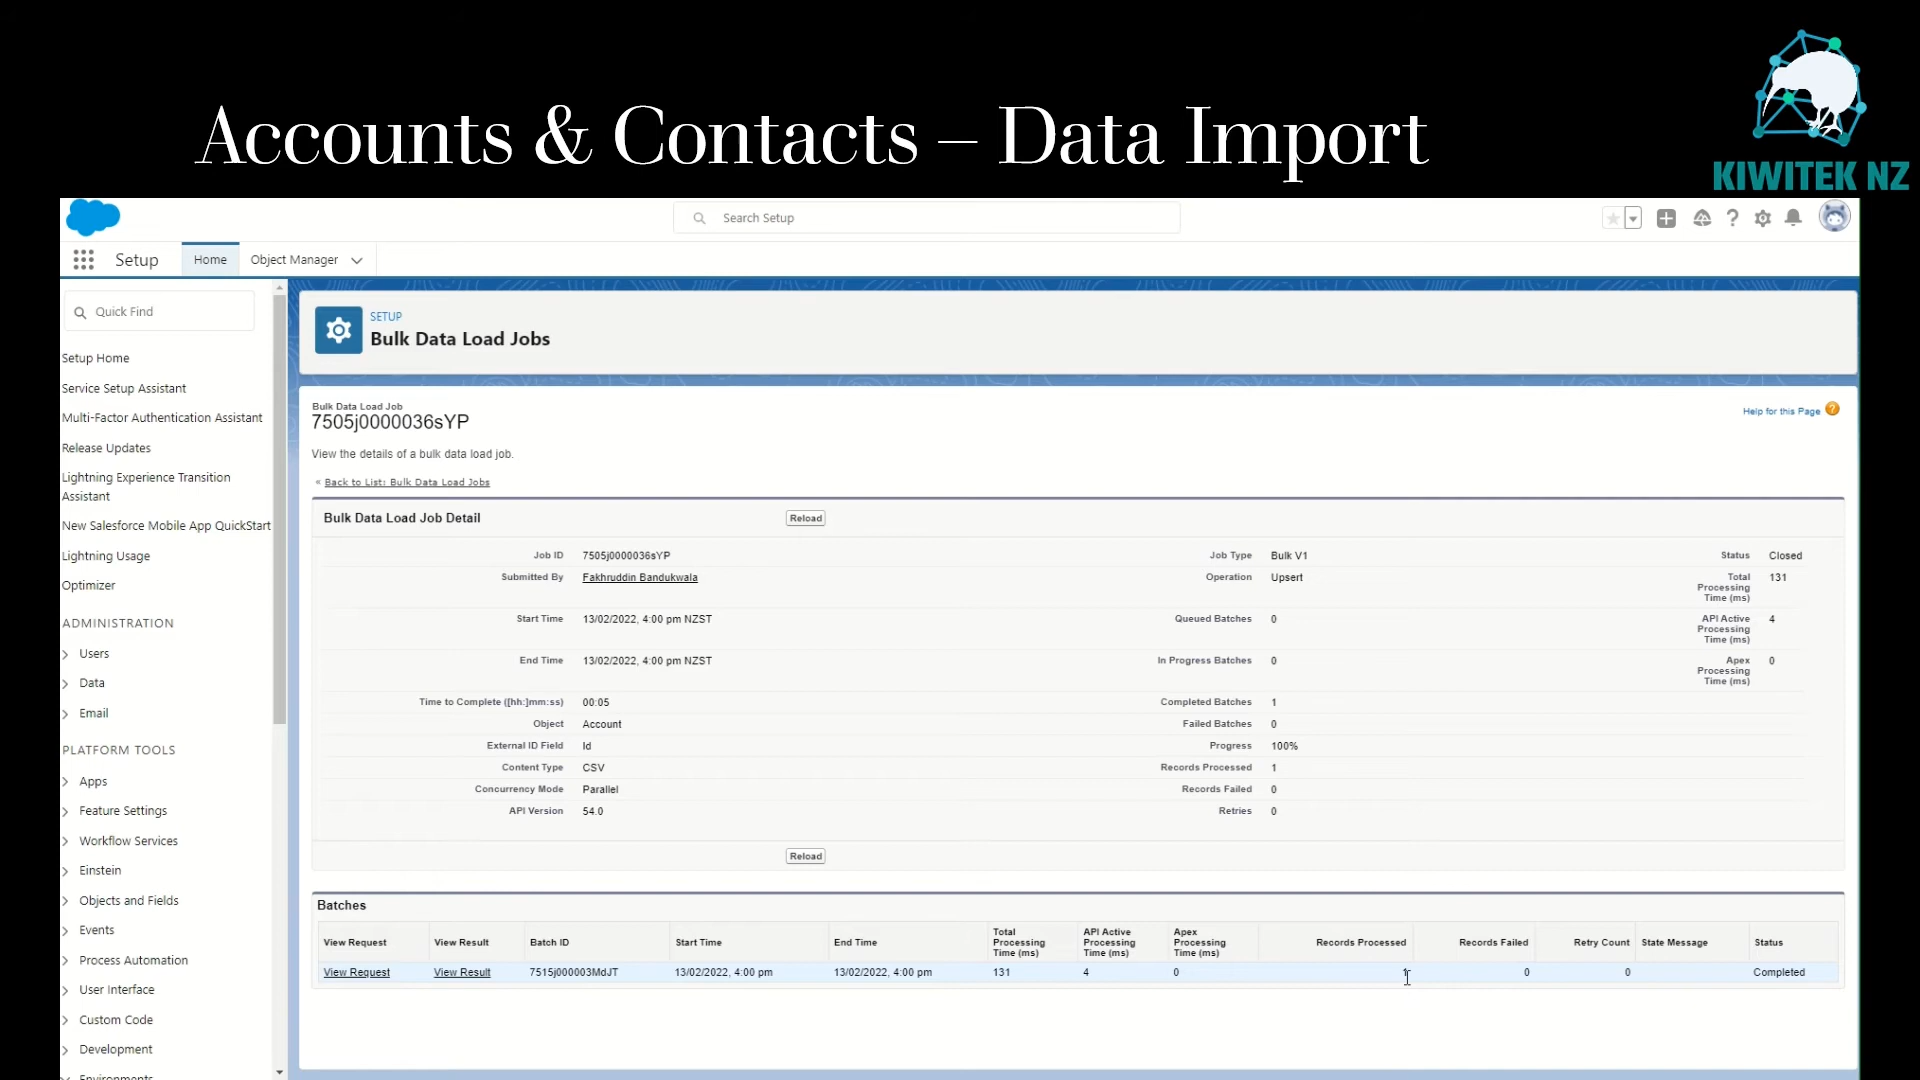 Accounts & Contacts – Data Import
KIWITEK NZ
Search Setup
Setup
Home
Object Manager
Quick Find
Setup Home
Service Setup Assistant
Multi-Factor Authentication Assistant
Release Updates
Lightning Experience Transition
Assistant
New Salesforce Mobile App QuickStart
Lightning Usage
Optimizer
ADMINISTRATION
Users
Data
Email
PLATFORM TOOLS
Apps
Feature Settings
Workflow Services
Einstein
Objects and Fields
Events
Process Automation
User Interface
Custom Code
Development
Environments
SETUP
Bulk Data Load Jobs
Bulk Data Load Job
7505j0000036sYP
Help for this Page ?
View the details of a bulk data load job.
« Back to List: Bulk Data Load Jobs
Bulk Data Load Job Detail
Reload
Job ID 7505j0000036sYP Job Type Bulk V1 Status Closed
Submitted By Fakhruddin Bandukwala Operation Upsert Total Processing Time (ms) 131
Start Time 13/02/2022, 4:00 pm NZST Queued Batches 0 API Active Processing Time (ms) 4
End Time 13/02/2022, 4:00 pm NZST In Progress Batches 0 Apex Processing Time (ms) 0
Time to Complete ([hh:]mm:ss) 00:05 Completed Batches 1
Object Account Failed Batches 0
External ID Field Id Progress 100%
Content Type CSV Records Processed 1
Concurrency Mode Parallel Records Failed 0
API Version 54.0 Retries 0
Reload
Batches
View Request View Result Batch ID Start Time End Time Total Processing Time (ms) API Active Processing Time (ms) Apex Processing Time (ms) Records Processed Records Failed Retry Count State Message Status
View Request View Result 7515j000003MdJT 13/02/2022, 4:00 pm 13/02/2022, 4:00 pm 131 4 0 1 0 0 Completed